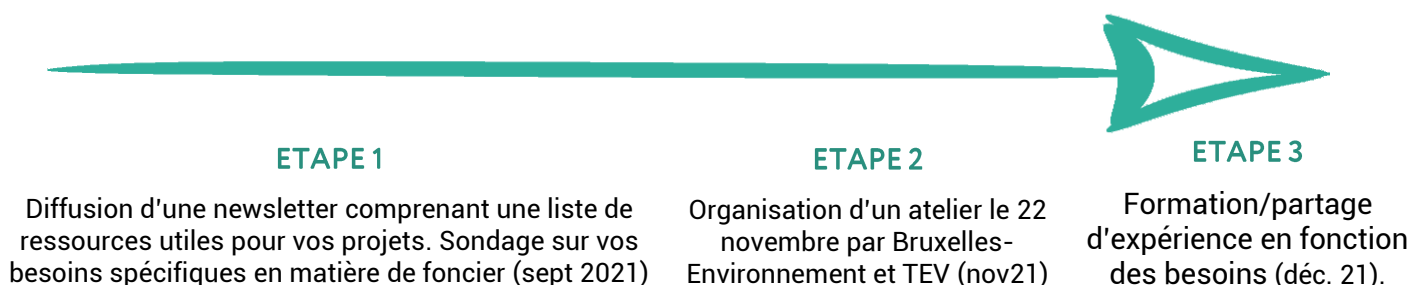 ETAPE 1
Diffusion d'une newsletter comprenant une liste de
ressources utiles pour vos projets. Sondage sur vos
besoins spécifiques en matière de foncier (sept 2021)
ETAPE 2
Organisation d'un atelier le 22
novembre par Bruxelles-
Environnement et TEV (nov21)
ETAPE 3
Formation/partage
d'expérience en fonction
des besoins (déc. 21).